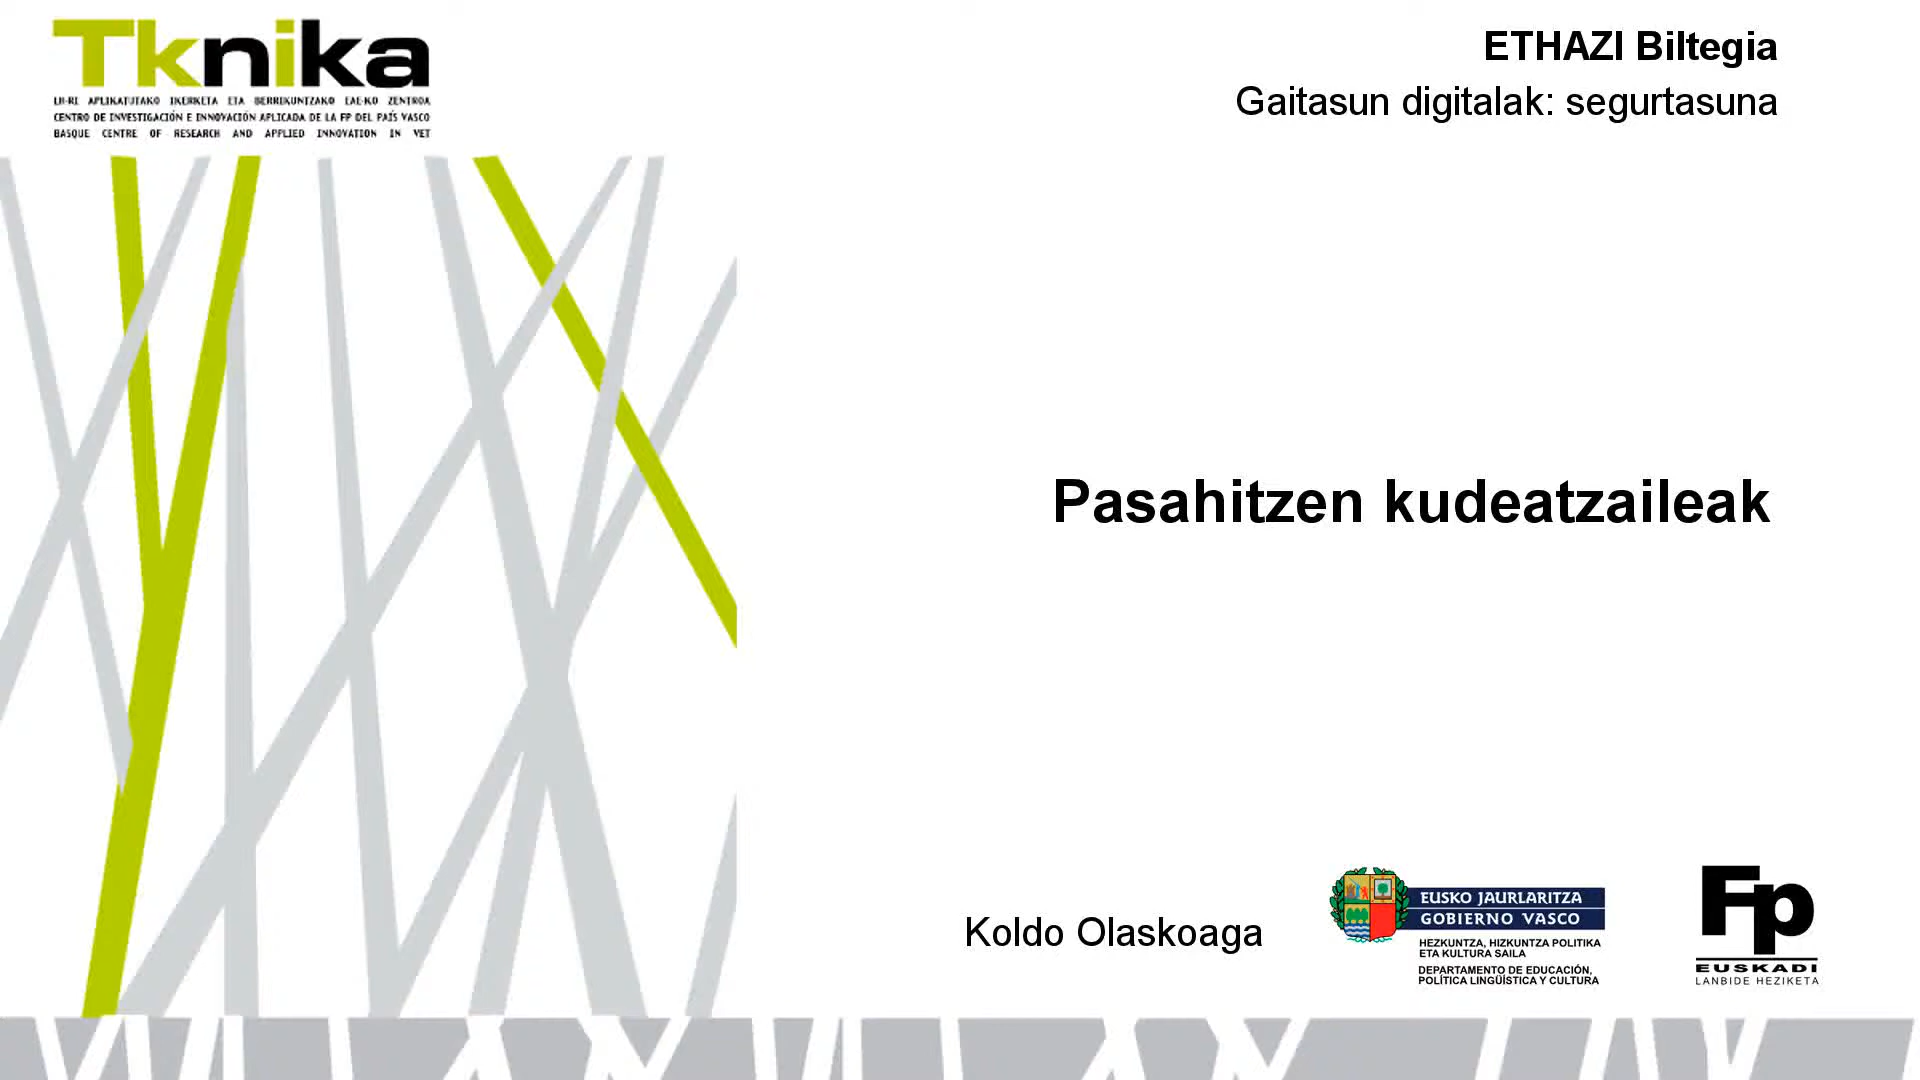 Tknika
LH-RE APLIKATUTAKO IKERKETA ETA BERRIKUNTZAKO EAE-KO ZENTROA
CENTRO DE INVESTIGACIÓN E INNOVACIÓN APLICADA DE LA FP DEL PAÍS VASCO
BASQUE CENTRE OF RESEARCH AND APPLIED INNOVATION IN VET
ETHAZI Biltegia
Gaitasun digitalak: segurtasuna
Pasahitzen kudeatzaileak
Koldo Olaskoaga
EUSKO JAURLARITZA
GOBIERNO VASCO
HEZKUNTZA, HIZKUNTZA POLITIKA
ETA KULTURA SAILA
DEPARTAMENTO DE EDUCACIÓN,
POLÍTICA LINGÜÍSTICA Y CULTURA
Fp
EUSKADI
LANBIDE HEZIKETA